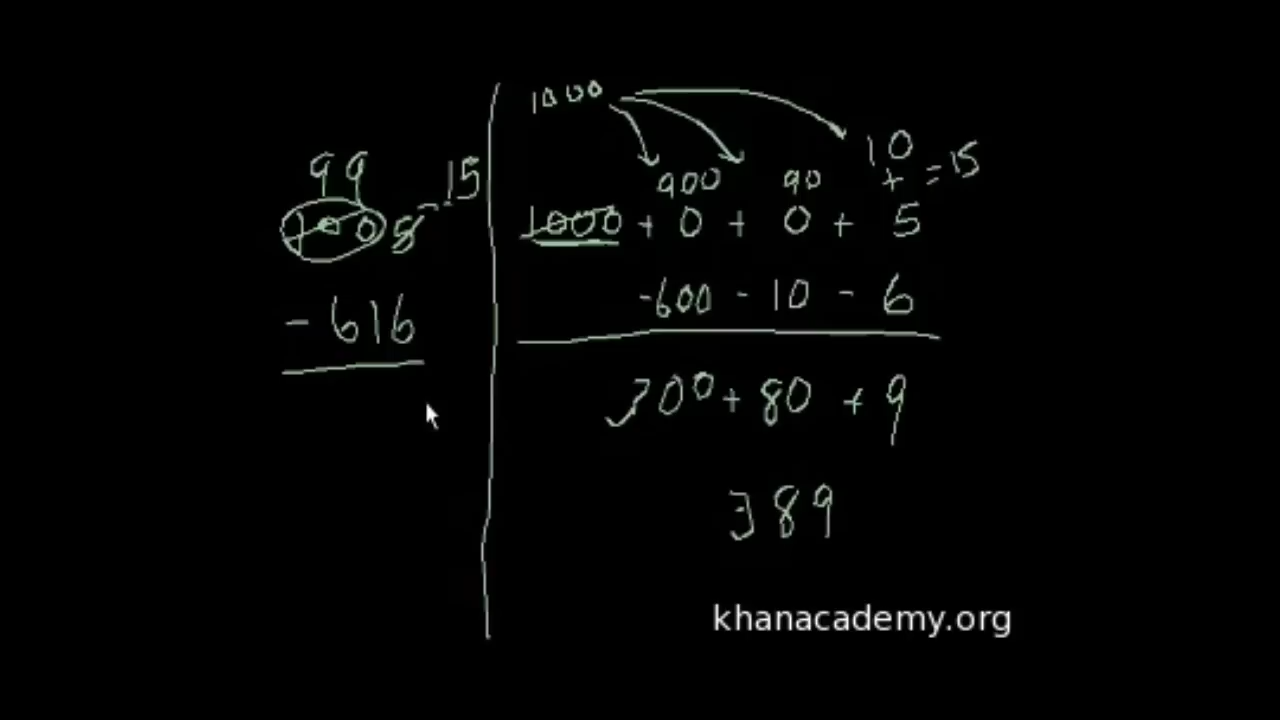 99
1005 15
- 616
1000
10
900 90 + = 15
1000 + 0 + 0 + 5
-600 - 10 - 6
300 + 80 + 9
389
khanacademy.org